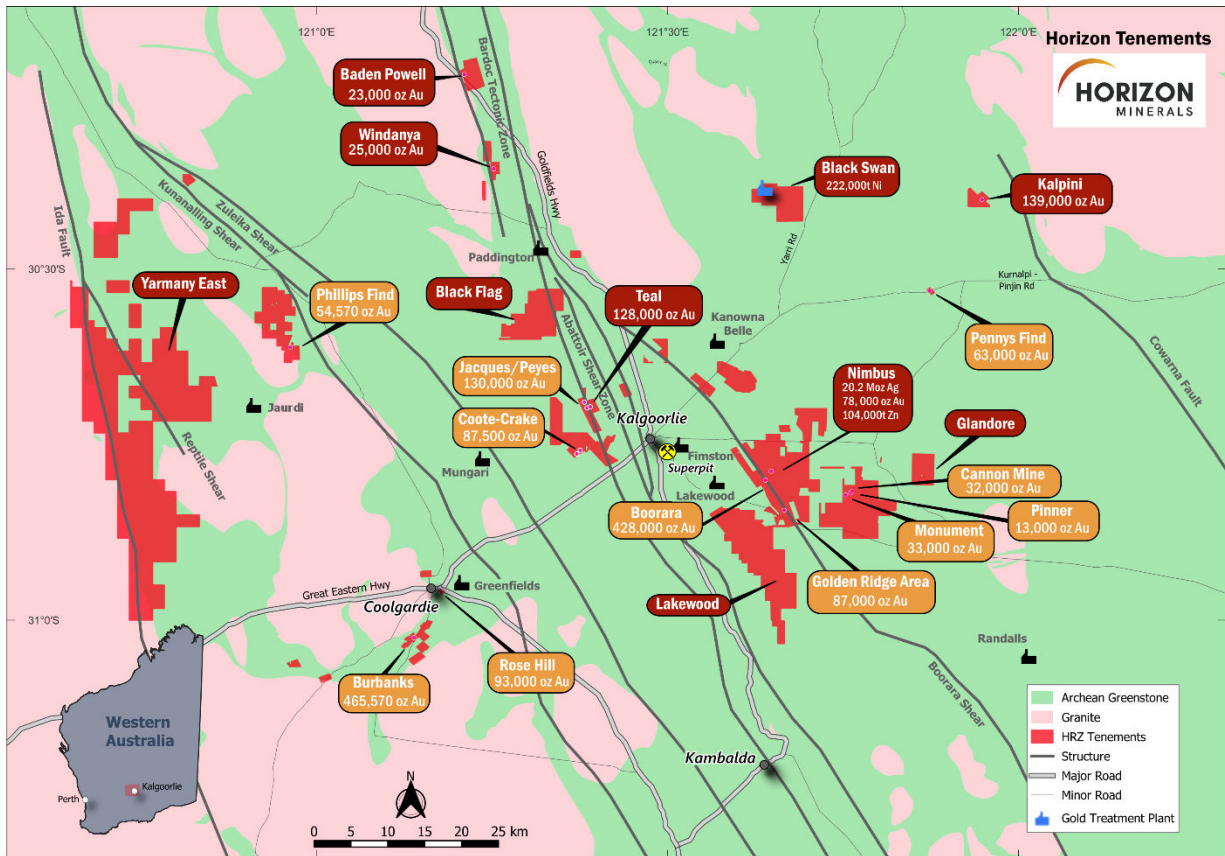 121°0'E
121°30'E
122°0'E
Horizon Tenements
HORIZON
MINERALS
Baden Powell
23,000 oz Au
Bardoc Tectopic Zone
Windanya
25,000 oz Au
Goldfields Hwy
Black Swan
222,000t Ni
Kalpini
139,000 oz Au
Ida Fault
Kunanalling Shear
Zuleika Shear
Yarri Rd
30°30'S
Paddington
Kurnalpi -
Pinjin Rd
Yarmany East
Phillips Find
54,570 oz Au
Black Flag
Teal
128,000 oz Au
Abattoir Shear Zone
Kanowna
Belle
Pennys Find
63,000 oz Au
Cowarna Fault
Jacques/Peyes
130,000 oz Au
Nimbus
20.2 Moz Ag
78, 000 oz Au
104,000t Zn
Jaurdi
Coote-Crake
87,500 oz Au
Kalgoorlie
Glandore
Reptile Shear
Mungari
Fimston
Superpit
Lakewood
Cannon Mine
32,000 oz Au
Boorara
428,000 oz Au
Pinner
13,000 oz Au
Monument
33,000 oz Au
Golden Ridge Area
87,000 oz Au
Great Eastern Hwy
Greenfields
Coolgardie
Lakewood
31°0'S
Randalls
Burbanks
465,570 oz Au
Rose Hill
93,000 oz Au
Boorara Shear
Western
Australia
Perth
Kalgoorlie
Kambalda
N
0 5 10 15 20 25 km
Archean Greenstone
Granite
HRZ Tenements
Structure
Major Road
Minor Road
Gold Treatment Plant